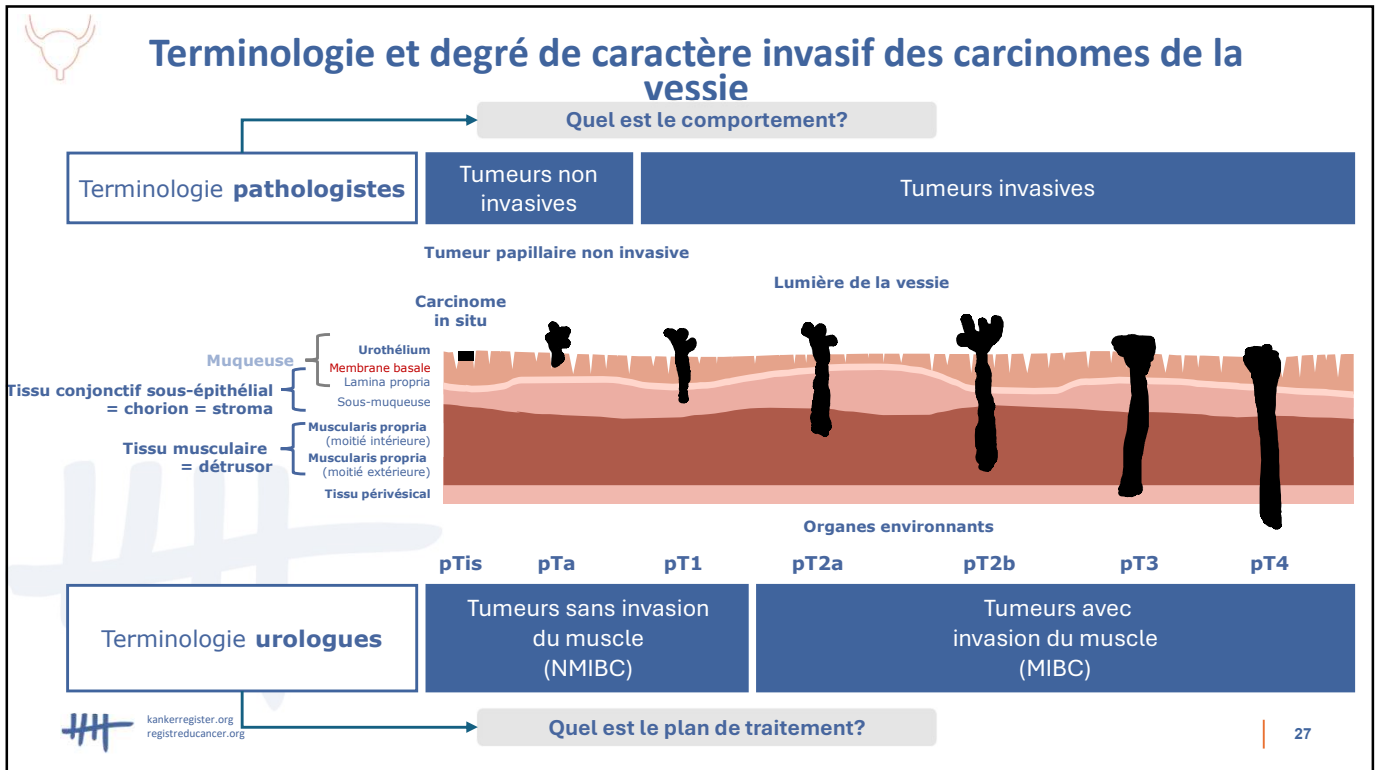 Terminologie et degré de caractère invasif des carcinomes de la
vessie
Quel est le comportement?
Terminologie pathologistes
Tumeurs non
invasives
Tumeurs invasives
Tumeur papillaire non invasive
Lumière de la vessie
Carcinome
in situ
Muqueuse
Urothélium
Membrane basale
Lamina propria
Tissu conjonctif sous-épithélial
= chorion = stroma
Sous-muqueuse
Tissu musculaire
= détrusor
Muscularis propria
(moitié intérieure)
Muscularis propria
(moitié extérieure)
Tissu périvésical
Organes environnants
pTis
pTa
pT1
pT2a
pT2b
pT3
pT4
Terminologie urologues
Tumeurs sans invasion
du muscle
(NMIBC)
Tumeurs avec
invasion du muscle
(MIBC)
Quel est le plan de traitement?
kankerregister.org
registreducancer.org
27